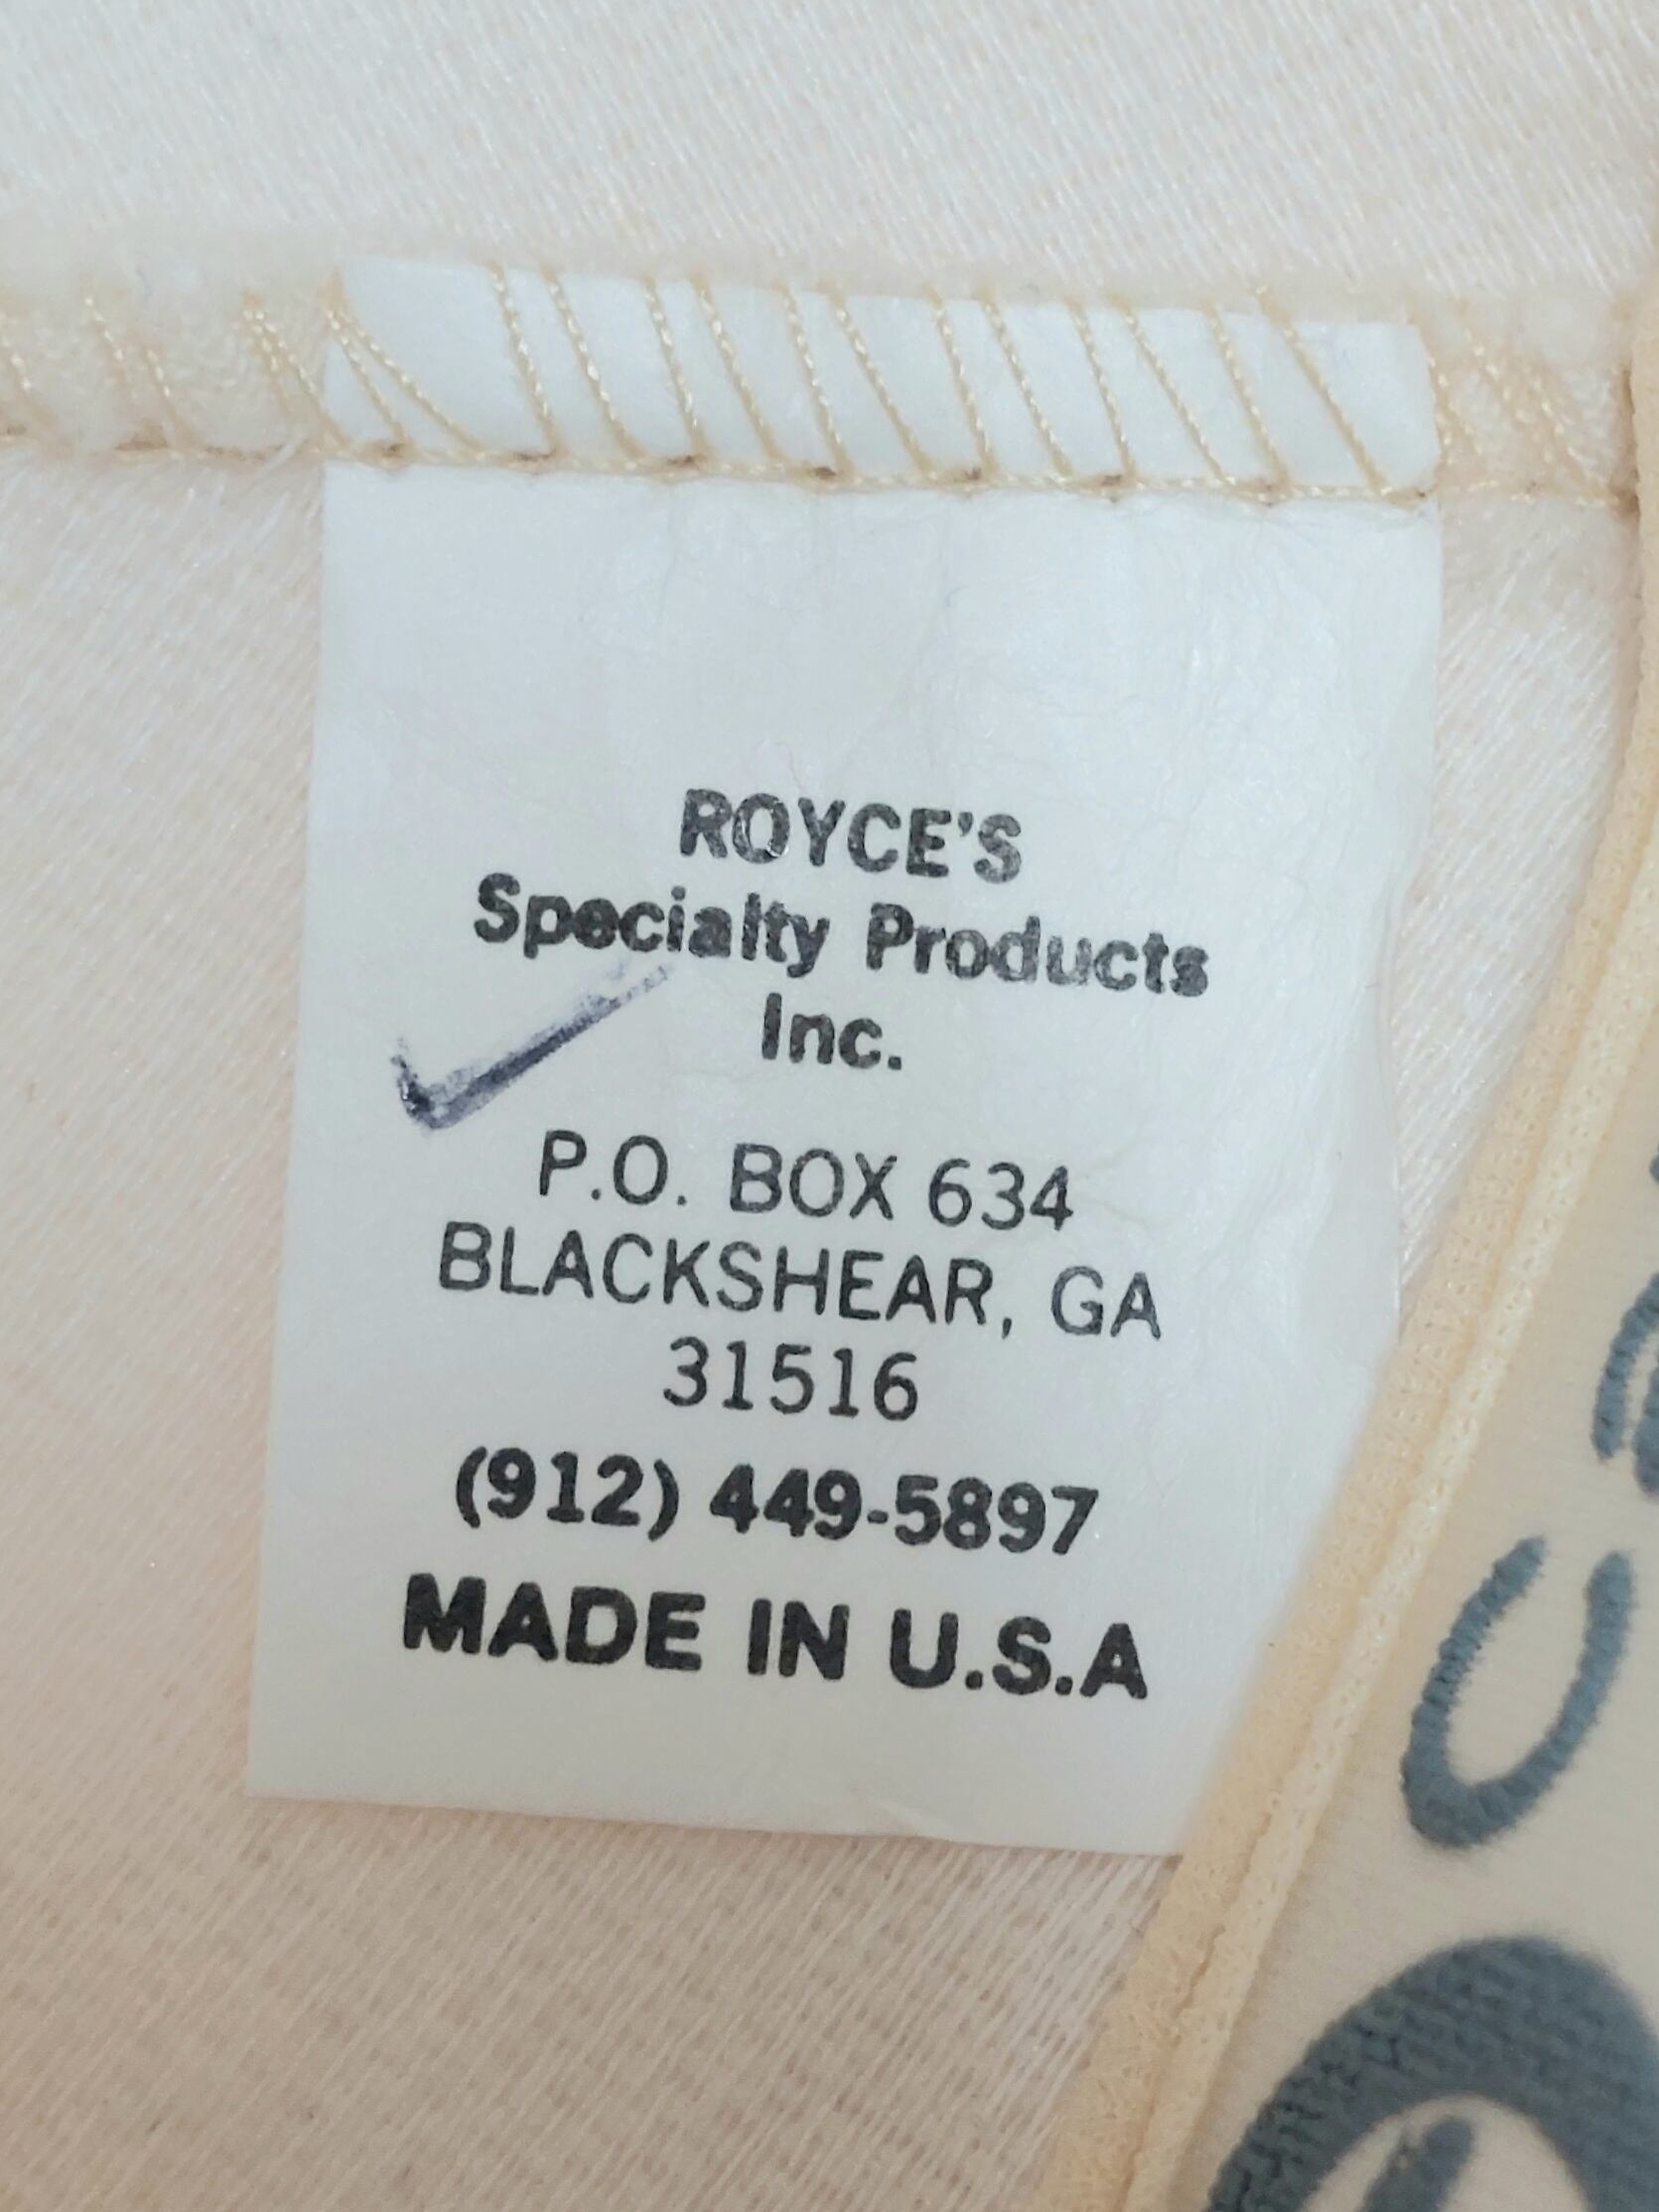 ROYCE'S
Specialty Products
Inc.
P.O. BOX 634
BLACKSHEAR, GA
31516
(912) 449-5897
MADE IN U.S.A